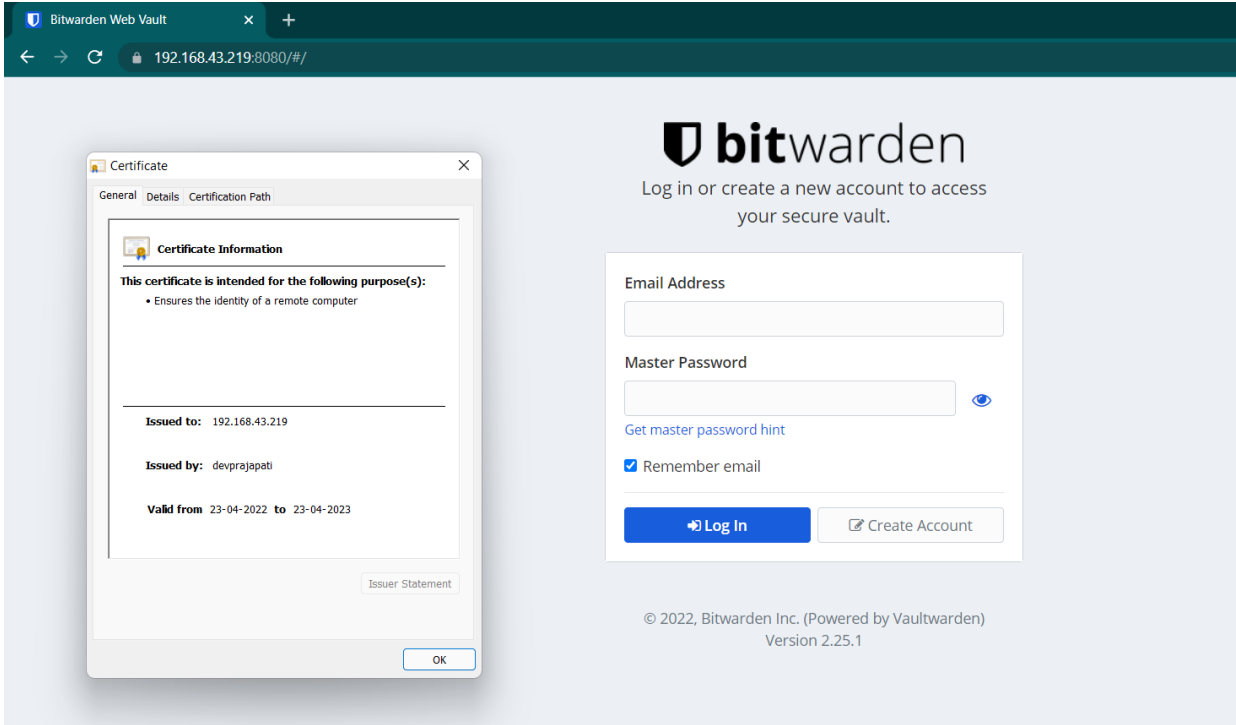 Bitwarden Web Vault
192.168.43.219:8080/#/
Certificate
General Details Certification Path
Certificate Information
This certificate is intended for the following purpose(s):
• Ensures the identity of a remote computer
Issued to: 192.168.43.219
Issued by: devprajapati
Valid from 23-04-2022 to 23-04-2023
Issuer Statement
OK
bitwarden
Log in or create a new account to access
your secure vault.
Email Address
Master Password
Get master password hint
Remember email
Log In
Create Account
© 2022, Bitwarden Inc. (Powered by Vaultwarden)
Version 2.25.1